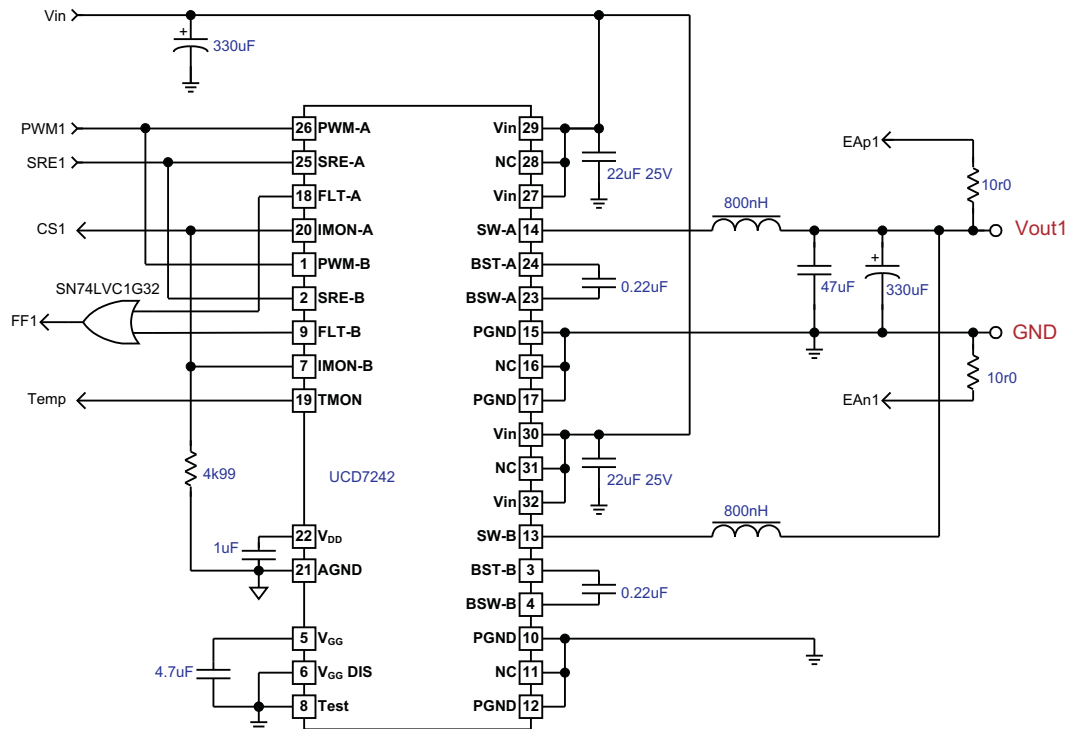 Vin
+
330uF
PWM1
26 PWM-A
Vin 29
EAp1
SRE1
25 SRE-A
NC 28
22uF 25V
10r0
18 FLT-A
Vin 27
800nH
CS1
20 IMON-A
SW-A 14
Vout1
1 PWM-B
BST-A 24
+
SN74LVC1G32
0.22uF
47uF
330uF
2 SRE-B
BSW-A 23
FF1
9 FLT-B
PGND 15
GND
7 IMON-B
NC 16
10r0
Temp
19 TMON
PGND 17
EAn1
Vin 30
4k99
UCD7242
NC 31
22uF 25V
Vin 32
800nH
1uF
22 VDD
SW-B 13
21 AGND
BST-B 3
0.22uF
BSW-B 4
5 VGG
PGND 10
4.7uF
6 VGG DIS
NC 11
8 Test
PGND 12